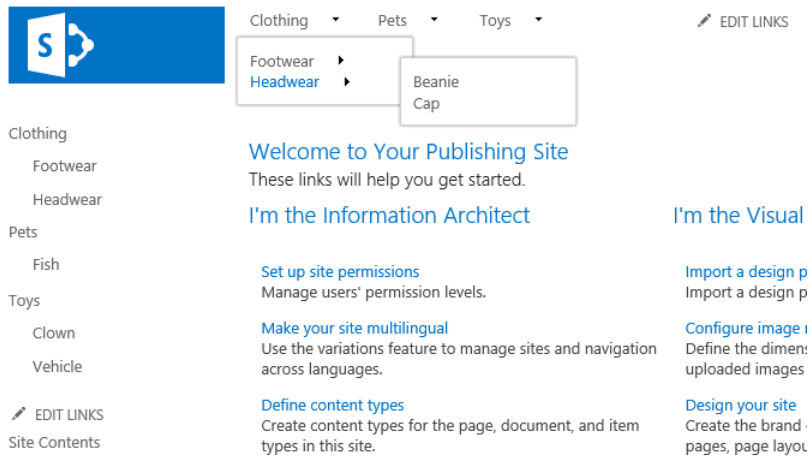 Clothing Pets Toys EDIT LINKS
Footwear
Headwear
Beanie
Cap
Clothing
Footwear
Headwear
Pets
Fish
Toys
Clown
Vehicle
EDIT LINKS
Site Contents
Welcome to Your Publishing Site
These links will help you get started.
I'm the Information Architect
Set up site permissions
Manage users' permission levels.
Make your site multilingual
Use the variations feature to manage sites and navigation
across languages.
Define content types
Create content types for the page, document, and item
types in this site.
I'm the Visual
Import a design
Import a design
Configure image
Define the
uploaded images
Design your site
Create the brand
pages, page